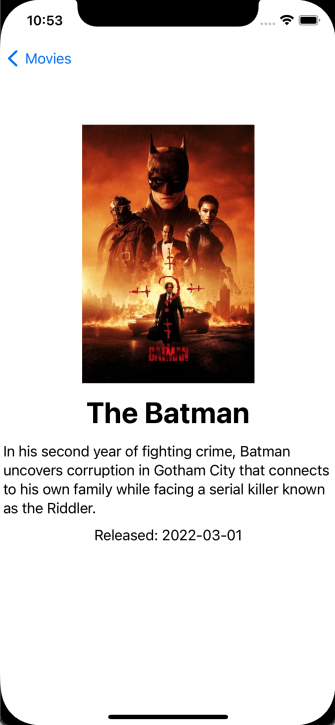 10:53
Movies
THE
BATMAN
The Batman
In his second year of fighting crime, Batman
uncovers corruption in Gotham City that connects
to his own family while facing a serial killer known
as the Riddler.
Released: 2022-03-01